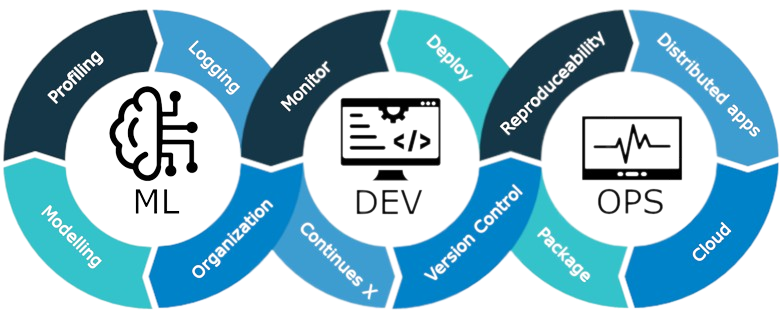 Profiling
Logging
Modelling
Organization
ML
Monitor
Deploy
Continues X
Version Control
</>
DEV
Reproduceability
Distributed apps
Package
Cloud
OPS